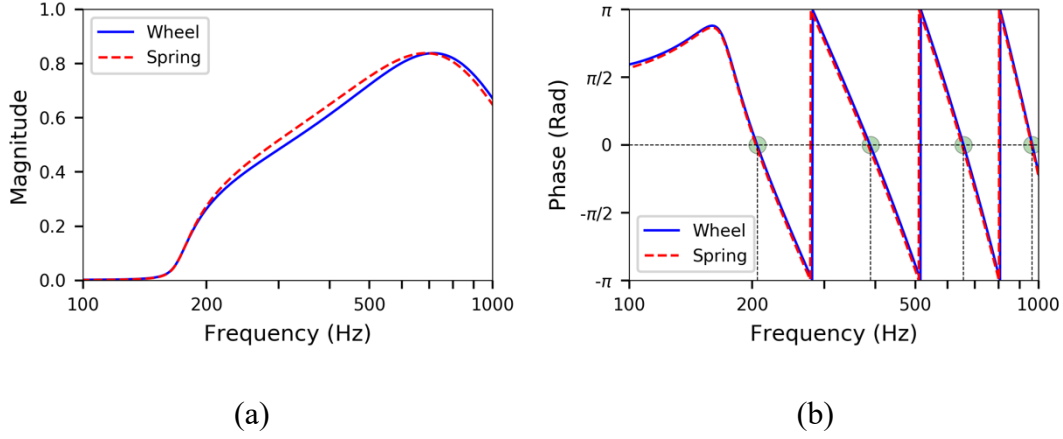 1.0
0.8
0.6
0.4
0.2
0.0
Magnitude
Wheel
Spring
100
200
500
1000
Frequency (Hz)
(a)
π
π/2
0
-π/2
-π
Phase (Rad)
Wheel
Spring
100
200
500
1000
Frequency (Hz)
(b)